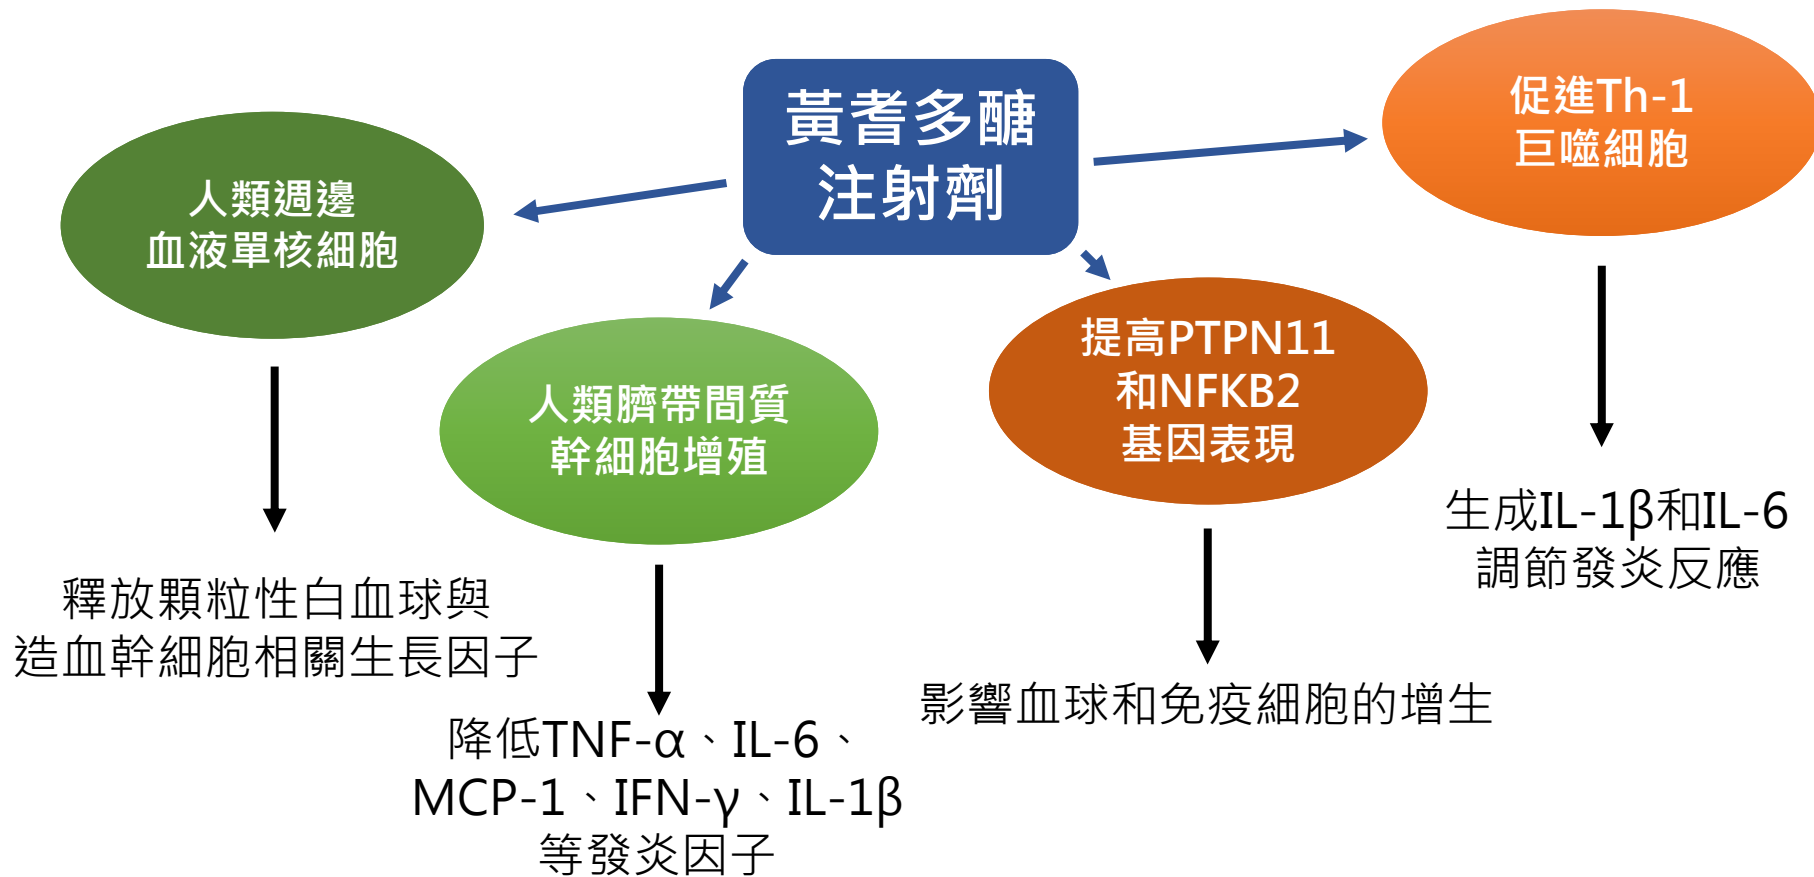 黃耆多醣
注射劑
人類週邊
血液單核細胞
釋放顆粒性白血球與
造血幹細胞相關生長因子
人類臍帶間質
幹細胞增殖
降低TNF-α、IL-6、
MCP-1、IFN-γ、IL-1β
等發炎因子
提高PTPN11
和NFKB2
基因表現
影響血球和免疫細胞的增生
促進Th-1
巨噬細胞
生成IL-1β和IL-6
調節發炎反應